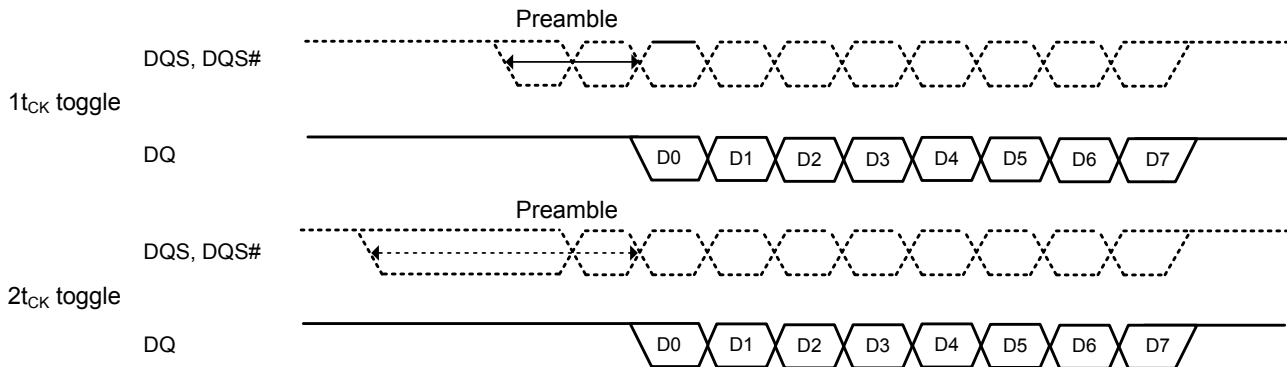 Preamble
DQS, DQS#
1tCK toggle
DQ
D0 D1 D2 D3 D4 D5 D6 D7
Preamble
DQS, DQS#
2tCK toggle
DQ
D0 D1 D2 D3 D4 D5 D6 D7